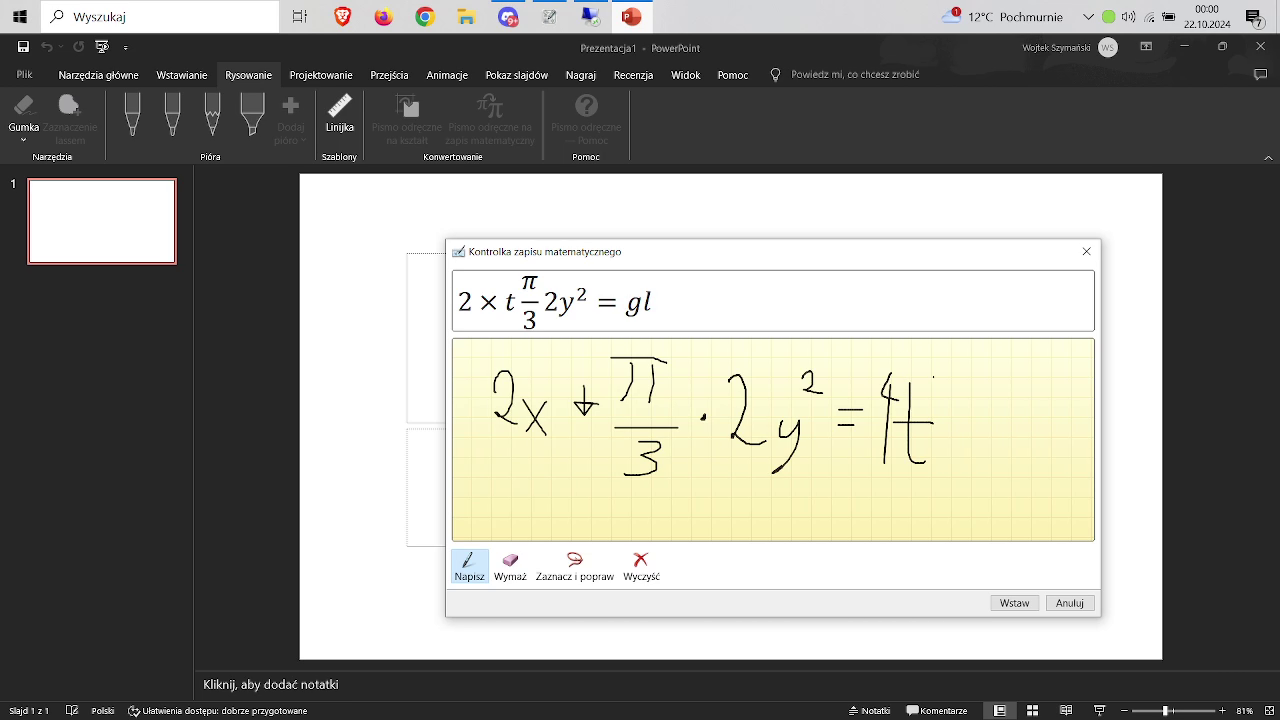 Wyszukaj
12°C Pochmurnie
00:00
22.10.2024
Prezentacja1 - PowerPoint
Wojtek Szymański WS
Plik Narzędzia główne Wstawianie Rysowanie Projektowanie Przejścia Animacje Pokaz slajdów Nagraj Recenzja Widok Pomoc Powiedz mi, co chcesz zrobić
Gumka
Zaznaczenie lassem
Dodaj pióro
Linijka
Pismo odręczne na kształt
Pismo odręczne na zapis matematyczny
Pismo odręczne — Pomoc
Narzędzia Pióra Szablony Konwertowanie Pomoc
1
Kontrolka zapisu matematycznego
2 × t π/3 2y² = gl
2x + π/3 · 2y² = 4t
Napisz Wymaż Zaznacz i popraw Wyczyść
Wstaw Anuluj
Kliknij, aby dodać notatki
Slajd 1 z 1 Polski Ułatwienia dostępu: dobrze przygotowane Notatki Komentarze 81%